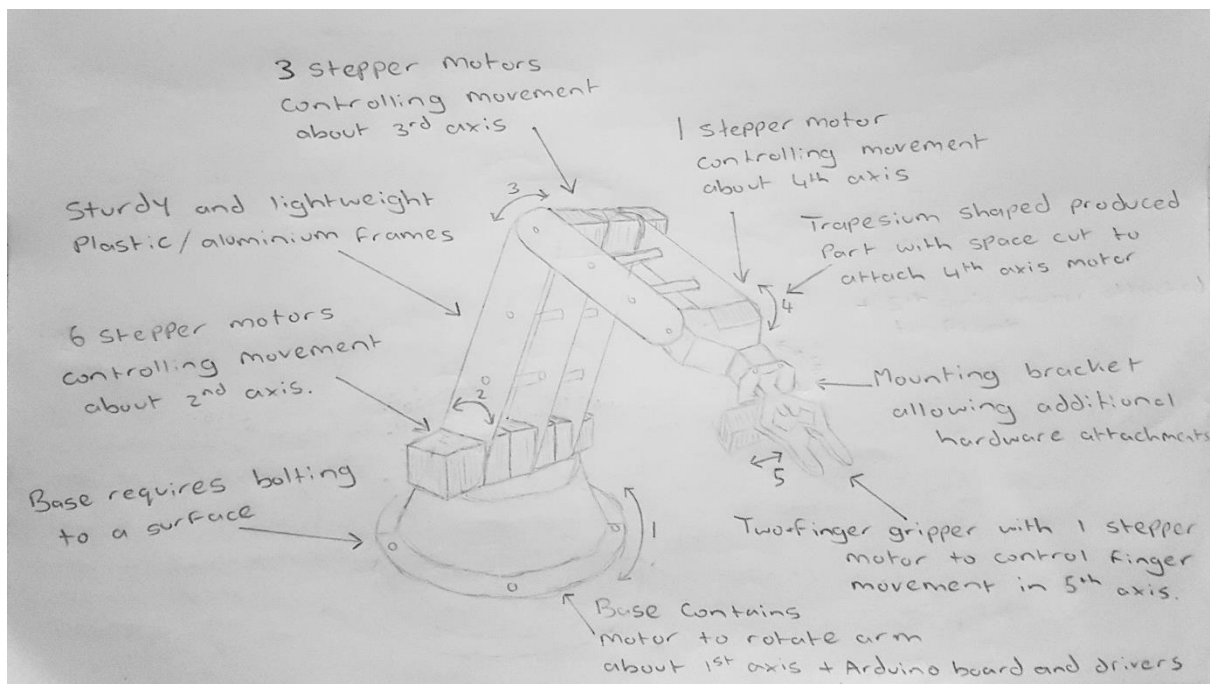 3 stepper motors
controlling movement
about 3rd axis
1 stepper motor
controlling movement
about 4th axis
Sturdy and lightweight
Plastic/aluminium frames
Trapesium shaped produced
Part with space cut to
attach 4th axis motor
3
4
6 stepper motors
controlling movement
about 2nd axis.
2
Mounting bracket
allowing additional
hardware attachments
Base requires bolting
to a surface
1
5
Two-finger gripper with 1 stepper
motor to control finger
movement in 5th axis.
Base contains
motor to rotate arm
about 1st axis + Arduino board and drivers